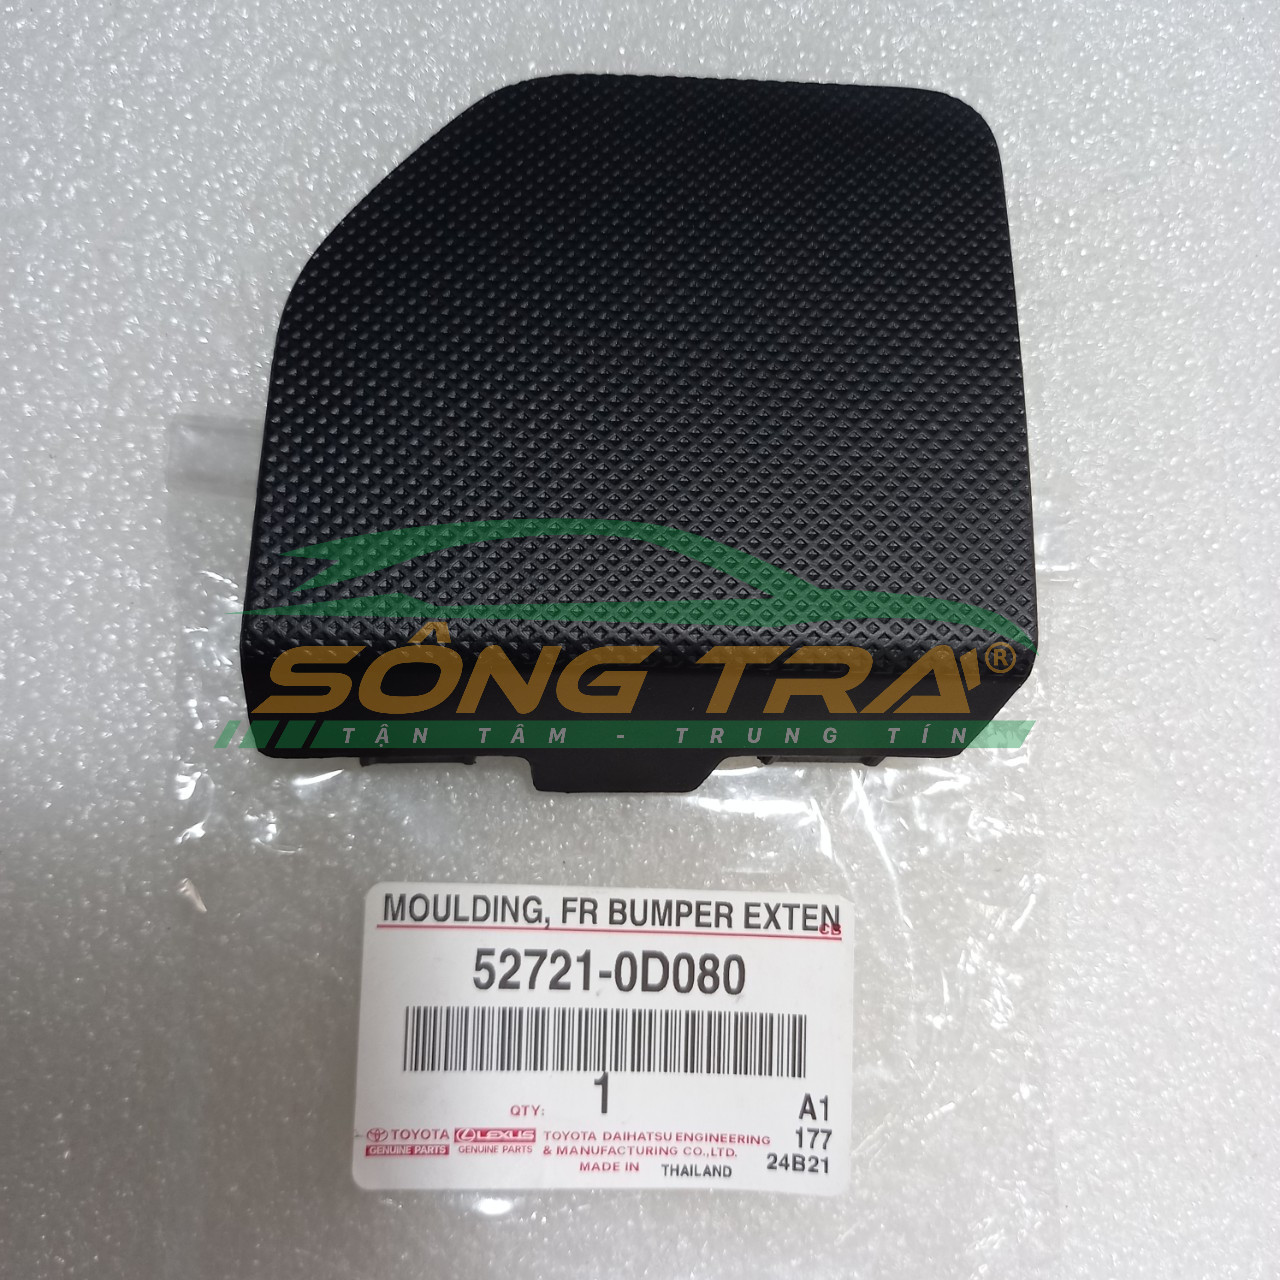 SÔNG TRÀ®
TẬN TÂM - TRUNG TÍN
MOULDING, FR BUMPER EXTEN
CB
52721-0D080
QTY: 1
A1
177
24B21
TOYOTA
GENUINE PARTS
LEXUS
GENUINE PARTS
TOYOTA DAIHATSU ENGINEERING
& MANUFACTURING CO.,LTD.
MADE IN THAILAND